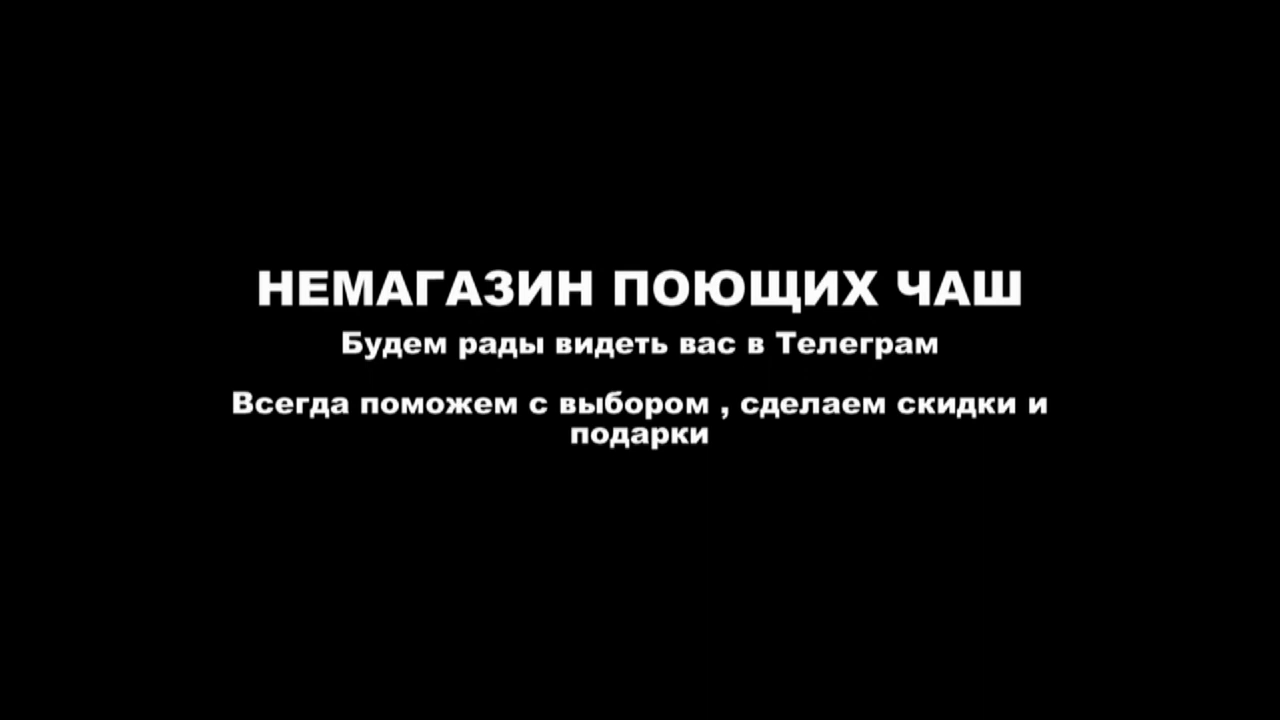 НЕМАГАЗИН ПОЮЩИХ ЧАШ
Будем рады видеть вас в Телеграм
Всегда поможем с выбором , сделаем скидки и
подарки